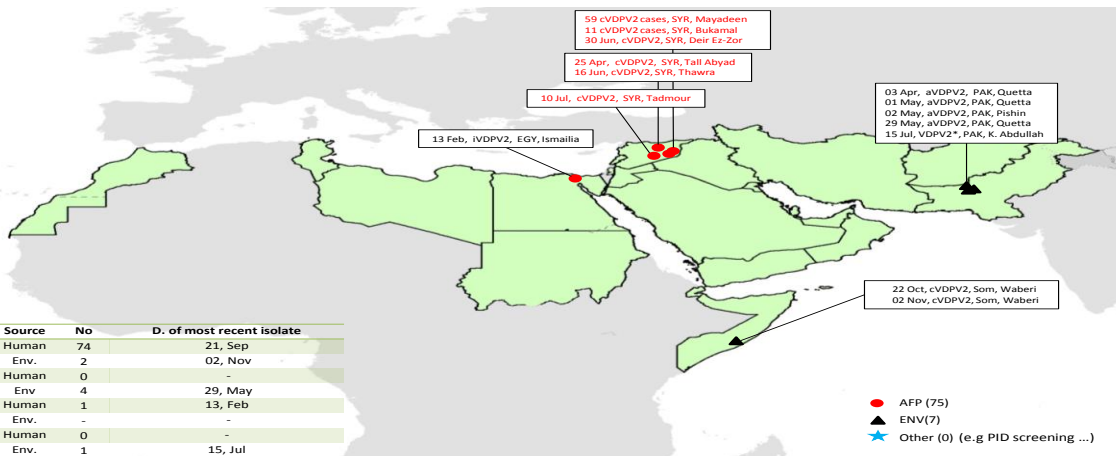 59 cVDPV2 cases, SYR, Mayadeen
11 cVDPV2 cases, SYR, Bukamal
30 Jun, cVDPV2, SYR, Deir Ez-Zor
25 Apr, cVDPV2, SYR, Tall Abyad
16 Jun, cVDPV2, SYR, Thawra
10 Jul, cVDPV2, SYR, Tadmour
13 Feb, iVDPV2, EGY, Ismailia
03 Apr, aVDPV2, PAK, Quetta
01 May, aVDPV2, PAK, Quetta
02 May, aVDPV2, PAK, Pishin
29 May, aVDPV2, PAK, Quetta
15 Jul, VDPV2*, PAK, K. Abdullah
22 Oct, cVDPV2, Som, Waberi
02 Nov, cVDPV2, Som, Waberi
Source No D. of most recent isolate
Human 74 21, Sep
Env. 2 02, Nov
Human 0 -
Env 4 29, May
Human 1 13, Feb
Env. - -
Human 0 -
Env. 1 15, Jul
AFP (75)
ENV(7)
Other (0) (e.g PID screening ...)